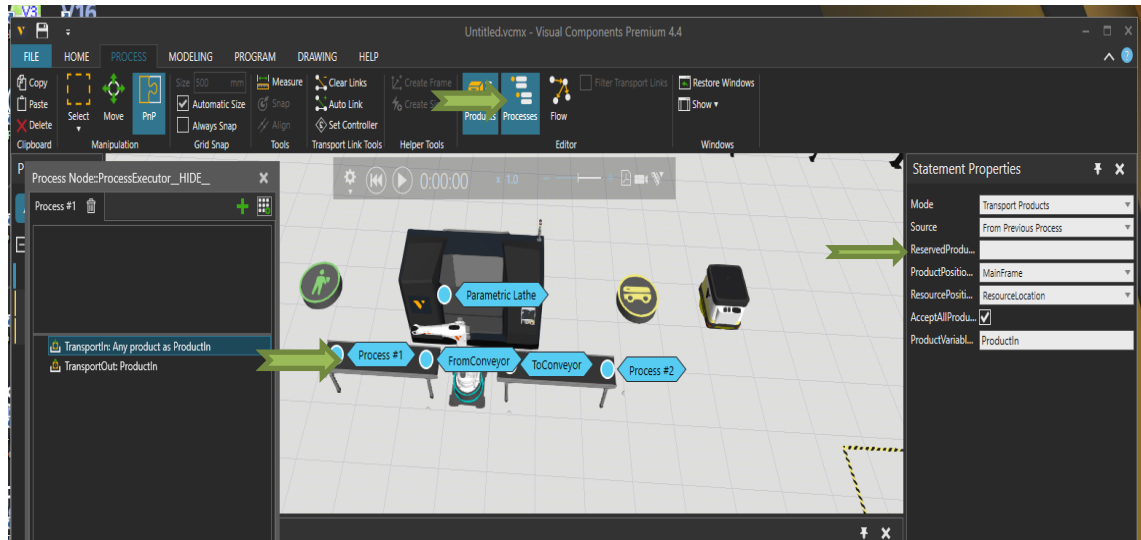 V3 V16
Untitled.vcmx - Visual Components Premium 4.4
FILE HOME PROCESS MODELING PROGRAM DRAWING HELP
Copy
Paste
Delete
Clipboard
Select Move PnP
Manipulation
Size 500 mm
Automatic Size
Always Snap
Grid Snap
Measure
Snap
Align
Tools
Clear Links
Auto Link
Set Controller
Transport Link Tools
Create Frame
Helper Tools
Products Processes Flow
Filter Transport Links
Editor
Restore Windows
Show
Windows
P
Process Node::ProcessExecutor__HIDE__
Process #1
TransportIn: Any product as ProductIn
TransportOut: ProductIn
0:00:00 x 1.0
Parametric Lathe
Process #1
FromConveyor
ToConveyor
Process #2
Statement Properties
Mode Transport Products
Source From Previous Process
ReservedProdu...
ProductPositio... MainFrame
ResourcePositi... ResourceLocation
AcceptAllProdu...
ProductVariabl... ProductIn